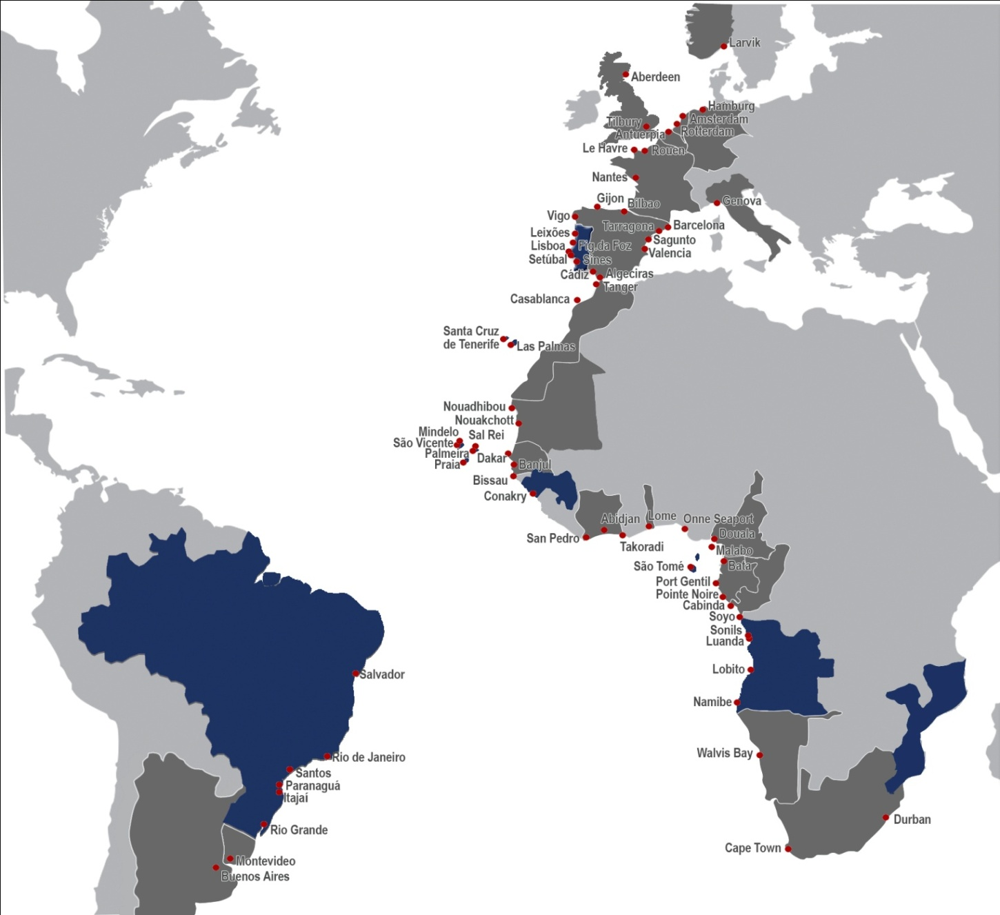 Larvik
Aberdeen
Hamburg
Amsterdam
Tilbury
Rotterdam
Antuerpia
Le Havre
Rouen
Nantes
Gijon
Bilbao
Genova
Vigo
Tarragona
Barcelona
Leixões
Sagunto
Lisboa
Fig.da Foz
Valencia
Setúbal
Sines
Cádiz
Algeciras
Tanger
Casablanca
Santa Cruz
de Tenerife
Las Palmas
Nouadhibou
Nouakchott
Mindelo
Sal Rei
São Vicente
Palmeira
Dakar
Praia
Banjul
Bissau
Conakry
Abidjan
Lome
Onne Seaport
San Pedro
Douala
Takoradi
Malabo
São Tomé
Bata
Port Gentil
Pointe Noire
Cabinda
Soyo
Sonils
Luanda
Lobito
Salvador
Namibe
Walvis Bay
Rio de Janeiro
Santos
Paranaguá
Itajaí
Durban
Rio Grande
Cape Town
Montevideo
Buenos Aires